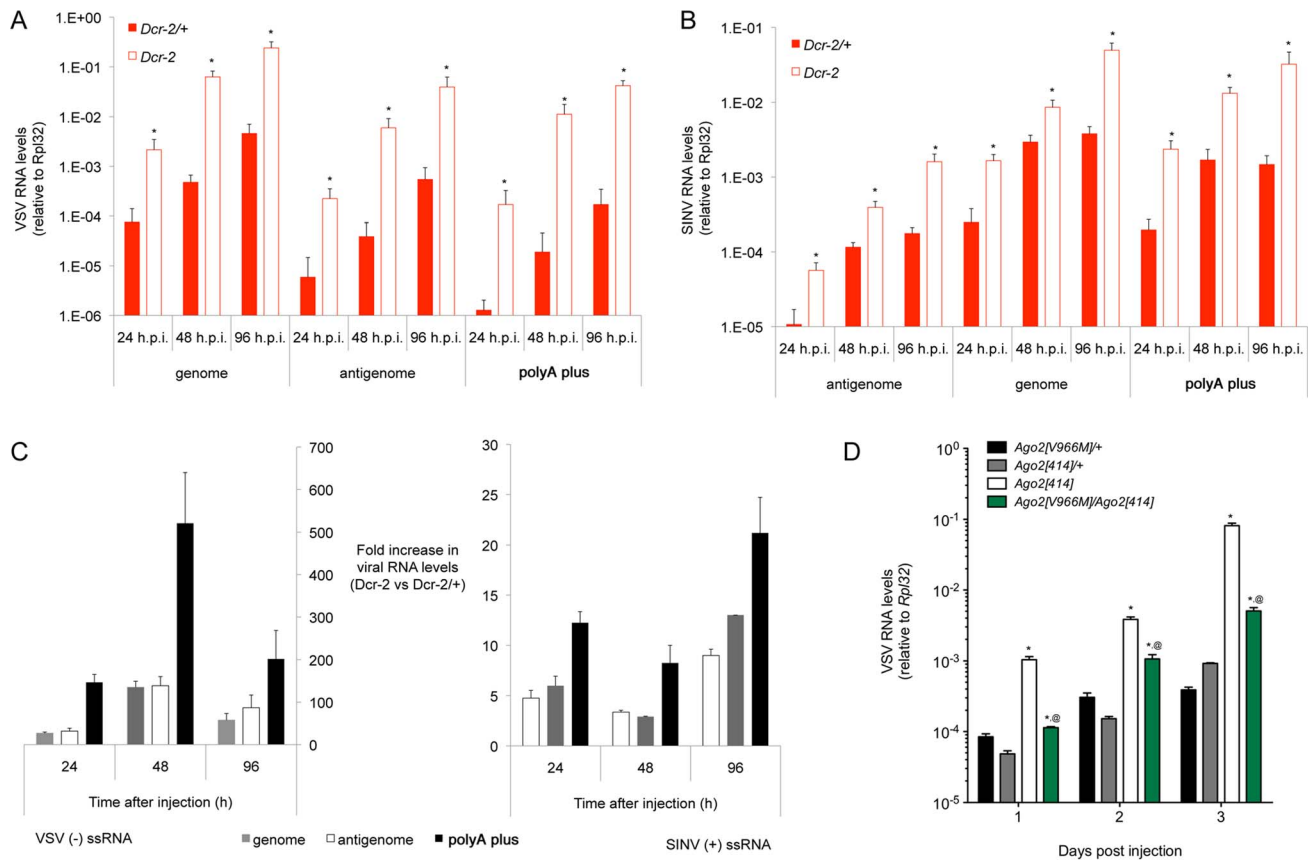 A
Dcr-2/+
Dcr-2
VSV RNA levels
(relative to Rpl32)
1.E+00
1.E-01
1.E-02
1.E-03
1.E-04
1.E-05
1.E-06
* * * * * * * * *
24 h.p.i. 48 h.p.i. 96 h.p.i. 24 h.p.i. 48 h.p.i. 96 h.p.i. 24 h.p.i. 48 h.p.i. 96 h.p.i.
genome antigenome polyA plus
B
Dcr-2/+
Dcr-2
SINV RNA levels
(relative to Rpl32)
1.E-01
1.E-02
1.E-03
1.E-04
1.E-05
* * * * * * * * *
24 h.p.i. 48 h.p.i. 96 h.p.i. 24 h.p.i. 48 h.p.i. 96 h.p.i. 24 h.p.i. 48 h.p.i. 96 h.p.i.
antigenome genome polyA plus
C
700
600
500
400
300
200
100
0
24 48 96
Time after injection (h)
VSV (-) ssRNA
Fold increase in
viral RNA levels
(Dcr-2 vs Dcr-2/+)
30
25
20
15
10
5
0
24 48 96
Time after injection (h)
SINV (+) ssRNA
genome antigenome polyA plus
D
Ago2[V966M]/+
Ago2[414]/+
Ago2[414]
Ago2[V966M]/Ago2[414]
VSV RNA levels
(relative to Rpl32)
10⁰
10⁻¹
10⁻²
10⁻³
10⁻⁴
10⁻⁵
* *,@ * *,@ * *,@
1 2 3
Days post injection